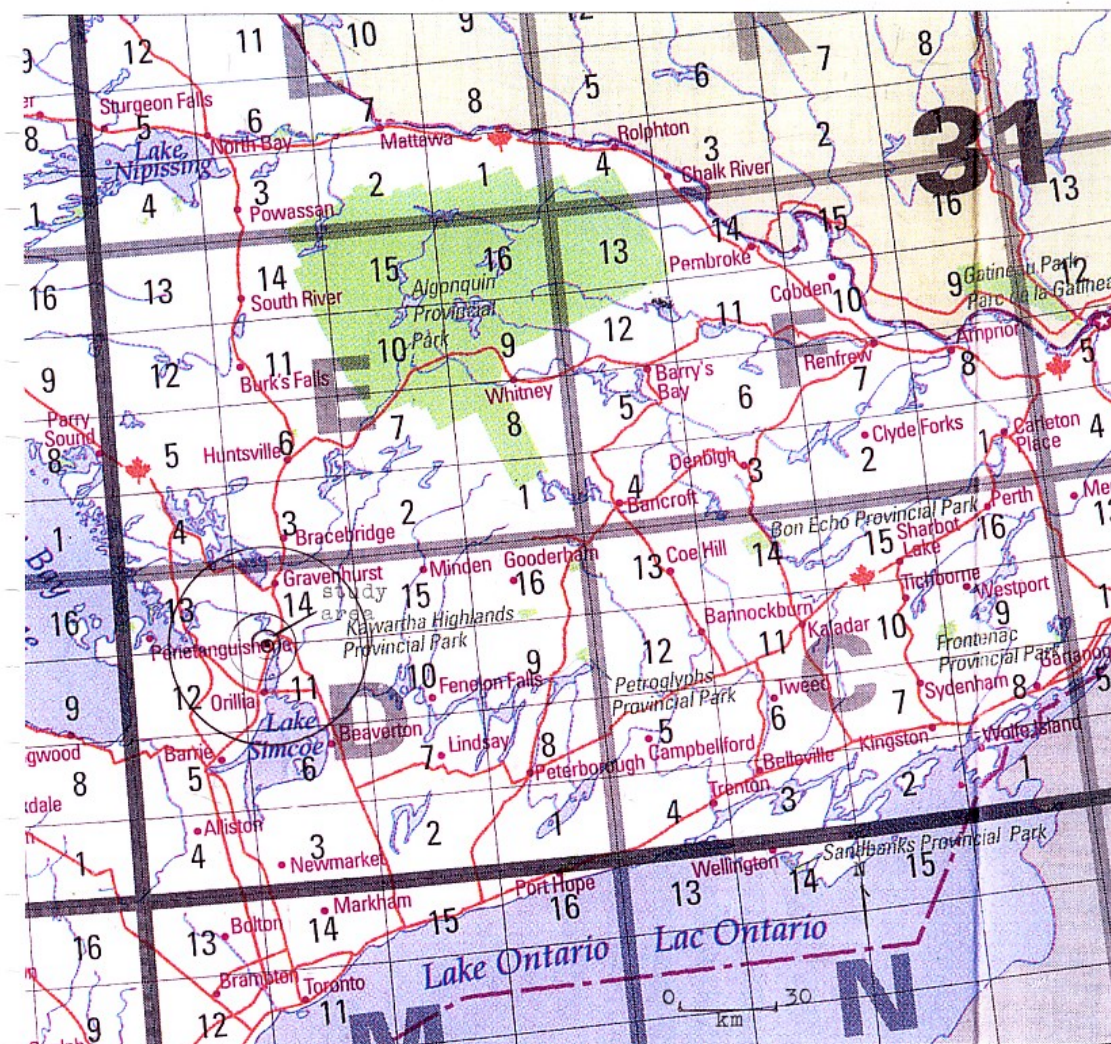 11
10
9
12
K
7
8
12
L
5
6
9
Sturgeon Falls
7
8
31
8
5
6
Mattawa
Rolphton
2
North Bay
3
Lake
Nipissing
3
2
1
4
Chalk River
16
13
1
4
Powassan
14
15
16
13
14
15
Pembroke
9
Gatineau Park
12
16
13
South River
Algonquin
Provincial
Park
Cobden
10
Parc de la Gatineau
11
12
9
12
11
Burk's Falls
E
10
9
F
Renfrew
Arnprior
5
Whitney
Barry's
Bay
7
8
Parry
Sound
8
5
Huntsville
6
7
8
5
6
Clyde Forks
1
Carleton
Place
4
Denbigh
3
2
4
Bancroft
Perth
1
4
3
Bracebridge
2
1
Bon Echo Provincial Park
16
Bay
Gooderham
15
Sharbot
Lake
13
Gravenhurst
14
study
area
Minden
15
16
13
Coe Hill
14
Tichborne
Westport
16
Penetanguishene
Kawartha Highlands
Provincial Park
Bannockburn
Kaladar
10
9
12
11
C
Frontenac
Provincial Park
12
Orillia
11
D
10
Fenelon Falls
9
Petroglyphs
Provincial Park
Tweed
7
Sydenham
8
5
9
Lake
Simcoe
Beaverton
7
Lindsay
8
5
Campbellford
6
Kingston
Wolfe Island
Barrie
5
6
Peterborough
Belleville
8
Trenton
3
2
1
4
Alliston
4
3
Newmarket
2
1
Sandbanks Provincial Park
1
Wellington
15
Port Hope
13
14
N
Markham
16
16
Bolton
13
14
15
Lake Ontario
Lac Ontario
Brampton
Toronto
12
11
M
0
30
km
N
9